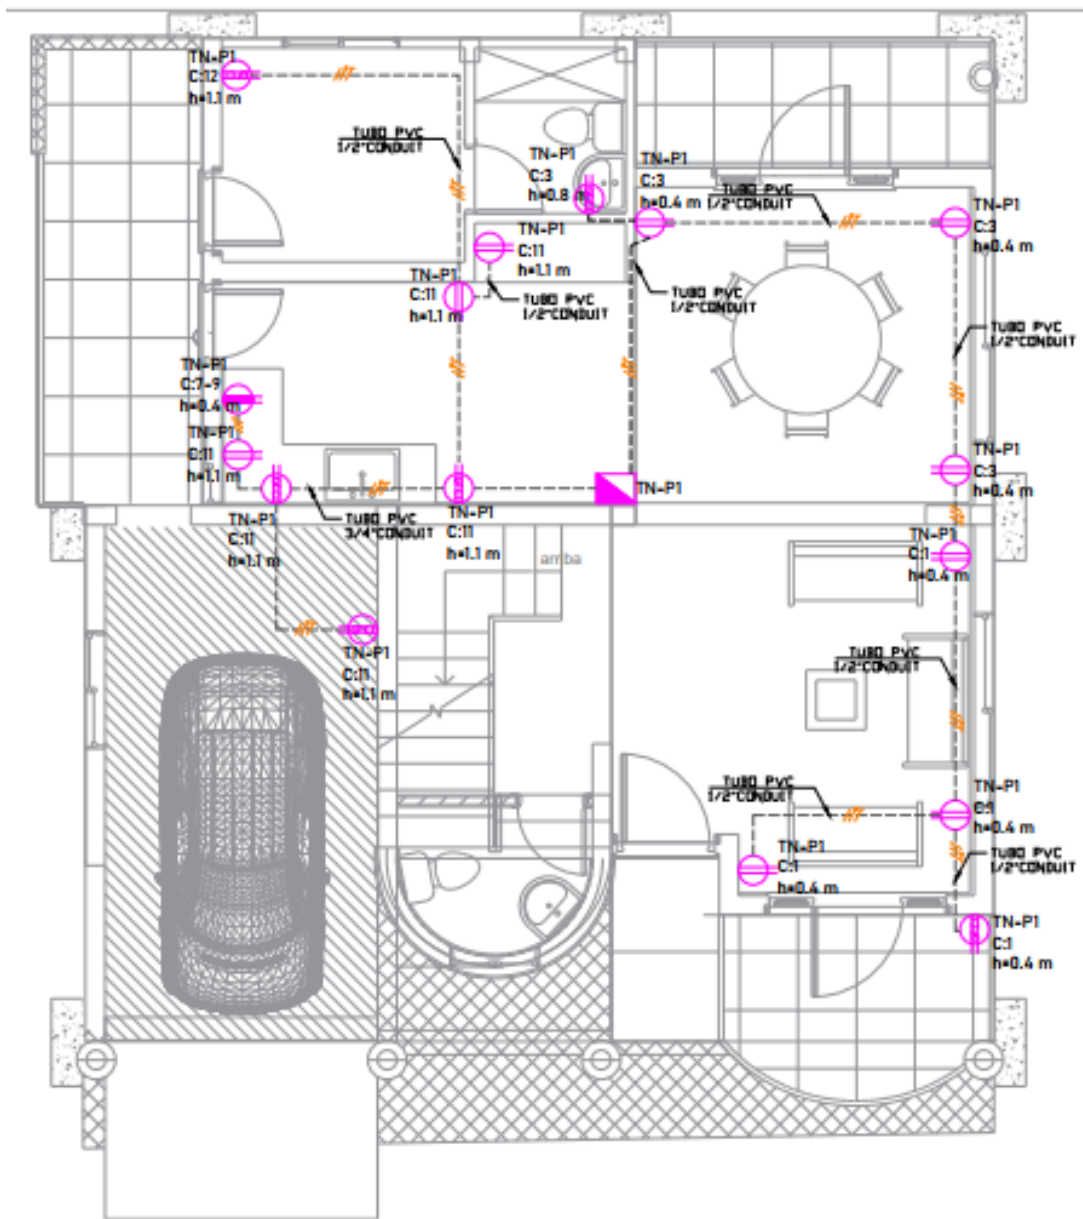 TN-P1
C:12
h=1.1 m
TUBO PVC
1/2"CONDUIT
TN-P1
C:3
h=0.8 m
TN-P1
C:3
h=0.4 m
TUBO PVC
1/2"CONDUIT
TN-P1
C:3
h=0.4 m
TN-P1
C:11
h=1.1 m
TN-P1
C:11
h=1.1 m
TUBO PVC
1/2"CONDUIT
TUBO PVC
1/2"CONDUIT
TUBO PVC
1/2"CONDUIT
TN-P1
C:7-9
h=0.4 m
TN-P1
C:11
h=1.1 m
TN-P1
C:3
h=0.4 m
TN-P1
TN-P1
C:11
h=1.1 m
TUBO PVC
3/4"CONDUIT
TN-P1
C:11
h=1.1 m
arriba
TN-P1
C:1
h=0.4 m
TN-P1
C:11
h=1.1 m
TUBO PVC
1/2"CONDUIT
TUBO PVC
1/2"CONDUIT
TN-P1
C:1
h=0.4 m
TN-P1
C:1
h=0.4 m
TUBO PVC
1/2"CONDUIT
TN-P1
C:1
h=0.4 m
N